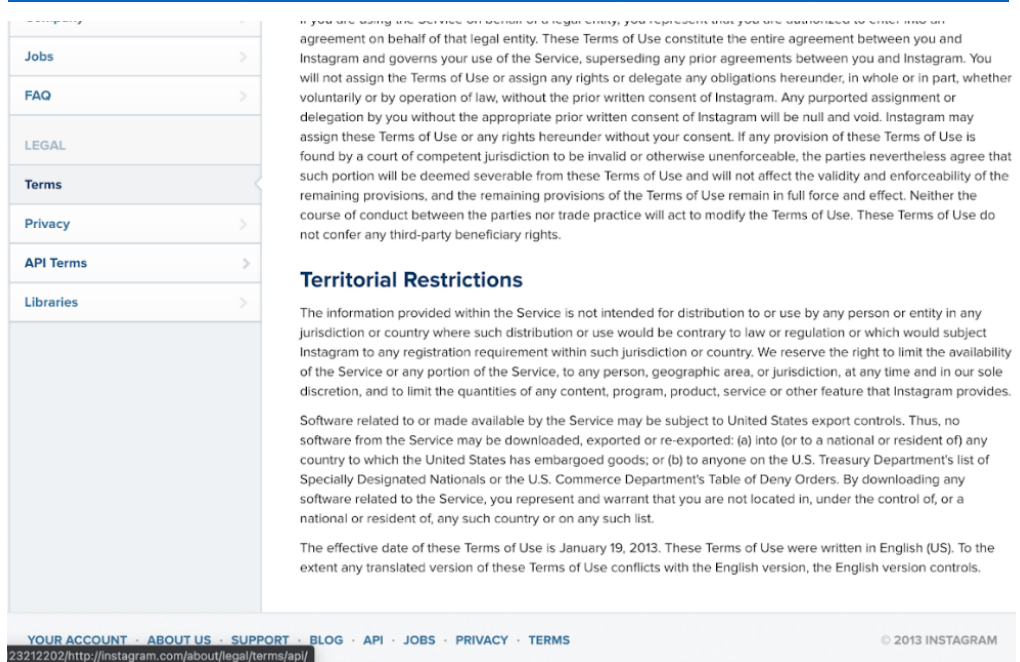 Company
Jobs
FAQ
LEGAL
Terms
Privacy
API Terms
Libraries
If you are using the Service on behalf of a legal entity, you represent that you are authorized to enter into an
agreement on behalf of that legal entity. These Terms of Use constitute the entire agreement between you and
Instagram and governs your use of the Service, superseding any prior agreements between you and Instagram. You
will not assign the Terms of Use or assign any rights or delegate any obligations hereunder, in whole or in part, whether
voluntarily or by operation of law, without the prior written consent of Instagram. Any purported assignment or
delegation by you without the appropriate prior written consent of Instagram will be null and void. Instagram may
assign these Terms of Use or any rights hereunder without your consent. If any provision of these Terms of Use is
found by a court of competent jurisdiction to be invalid or otherwise unenforceable, the parties nevertheless agree that
such portion will be deemed severable from these Terms of Use and will not affect the validity and enforceability of the
remaining provisions, and the remaining provisions of the Terms of Use remain in full force and effect. Neither the
course of conduct between the parties nor trade practice will act to modify the Terms of Use. These Terms of Use do
not confer any third-party beneficiary rights.
Territorial Restrictions
The information provided within the Service is not intended for distribution to or use by any person or entity in any
jurisdiction or country where such distribution or use would be contrary to law or regulation or which would subject
Instagram to any registration requirement within such jurisdiction or country. We reserve the right to limit the availability
of the Service or any portion of the Service, to any person, geographic area, or jurisdiction, at any time and in our sole
discretion, and to limit the quantities of any content, program, product, service or other feature that Instagram provides.
Software related to or made available by the Service may be subject to United States export controls. Thus, no
software from the Service may be downloaded, exported or re-exported: (a) into (or to a national or resident of) any
country to which the United States has embargoed goods; or (b) to anyone on the U.S. Treasury Department's list of
Specially Designated Nationals or the U.S. Commerce Department's Table of Deny Orders. By downloading any
software related to the Service, you represent and warrant that you are not located in, under the control of, or a
national or resident of, any such country or on any such list.
The effective date of these Terms of Use is January 19, 2013. These Terms of Use were written in English (US). To the
extent any translated version of these Terms of Use conflicts with the English version, the English version controls.
YOUR ACCOUNT · ABOUT US · SUPPORT · BLOG · API · JOBS · PRIVACY · TERMS
© 2013 INSTAGRAM
23212202/http://instagram.com/about/legal/terms/api/